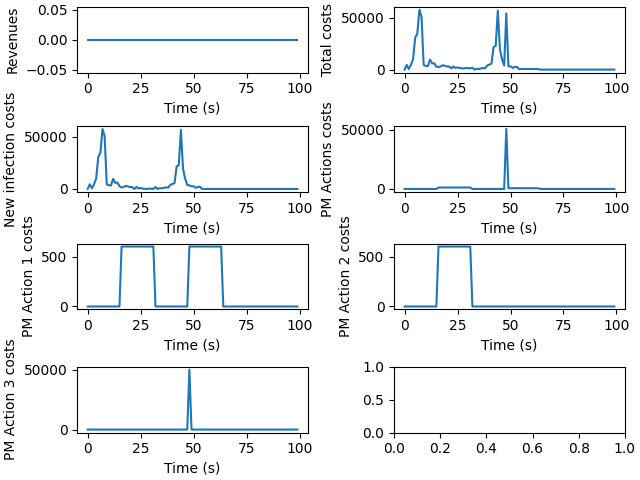 Revenues
0.05
0.00
−0.05
0 25 50 75 100
Time (s)
Total costs
50000
0
0 25 50 75 100
Time (s)
New infection costs
50000
0
0 25 50 75 100
Time (s)
PM Actions costs
50000
0
0 25 50 75 100
Time (s)
PM Action 1 costs
500
0
0 25 50 75 100
Time (s)
PM Action 2 costs
500
0
0 25 50 75 100
Time (s)
PM Action 3 costs
50000
0
0 25 50 75 100
Time (s)
1.0
0.5
0.0
0.0 0.2 0.4 0.6 0.8 1.0